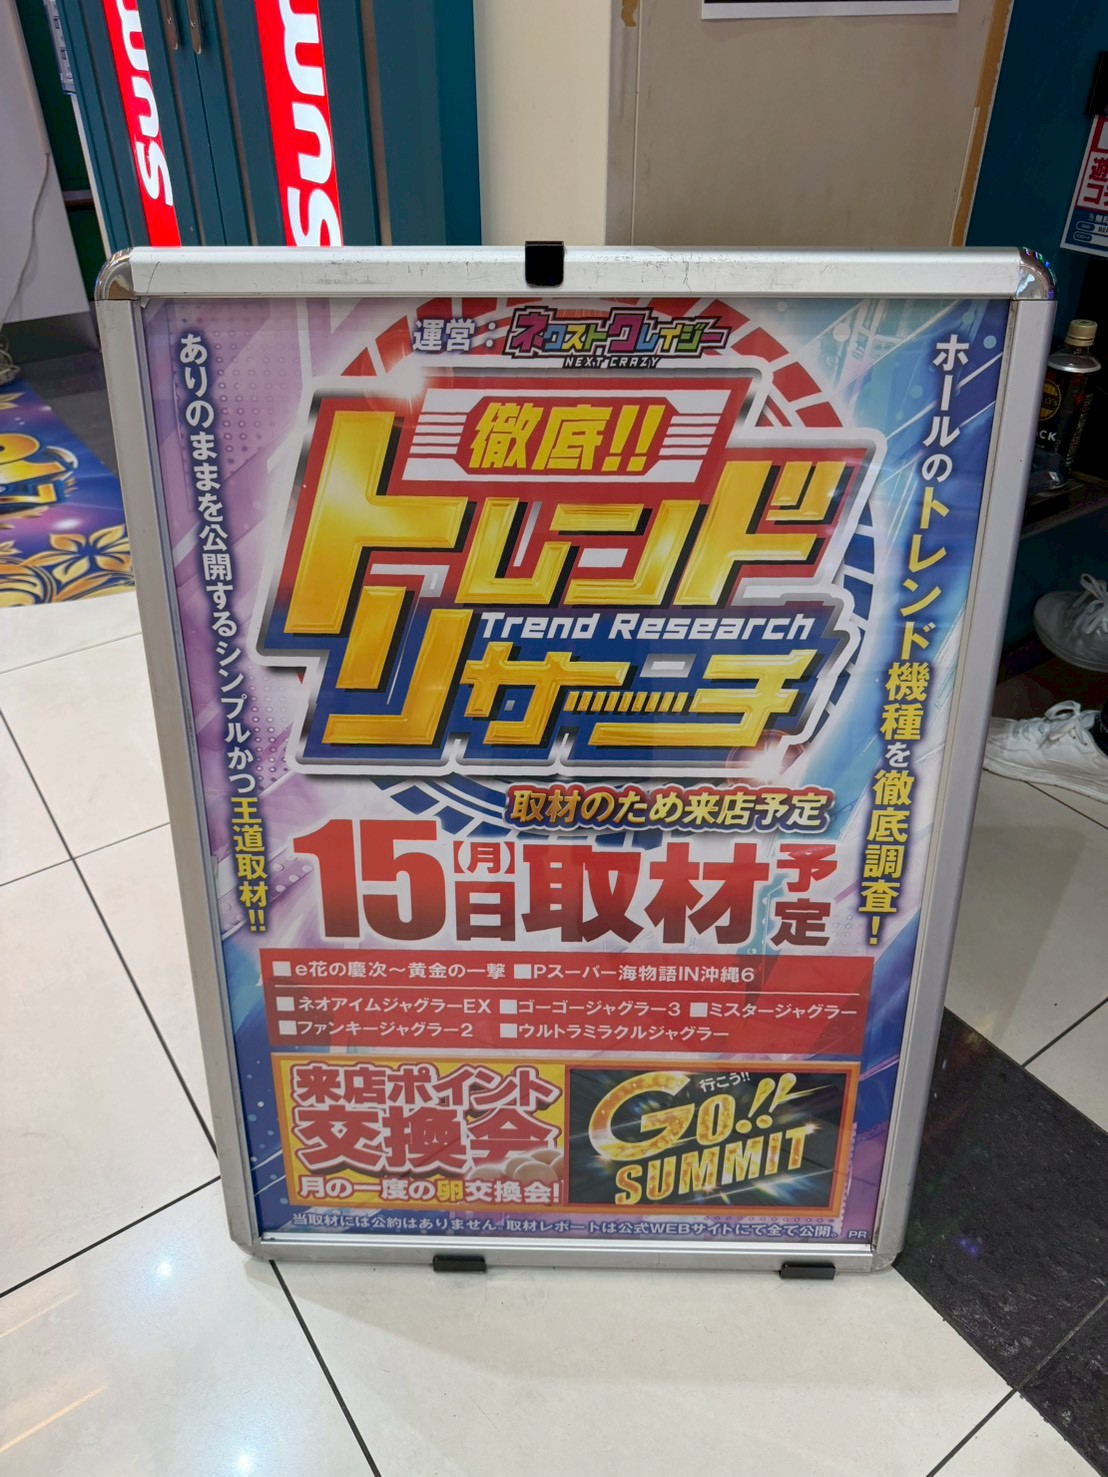 Sum
Sum
運営：ネクストクレイジー
NEXT CRAZY
徹底!!
トレンド
Trend Research
リサーチ
ホールのトレンド機種を徹底調査！
ありのままを公開するシンプルかつ王道取材!!
取材のため来店予定
15日【月】取材予定
■e花の慶次～黄金の一撃 ■Pスーパー海物語IN沖縄6
■ネオアイムジャグラーEX ■ゴーゴージャグラー3 ■ミスタージャグラー
■ファンキージャグラー2 ■ウルトラミラクルジャグラー
来店ポイント
交換会
月の一度の卵交換会!
行こう!!
GO!!
SUMMIT
当取材には公約はありません。取材レポートは公式WEBサイトにて全て公開。 PR